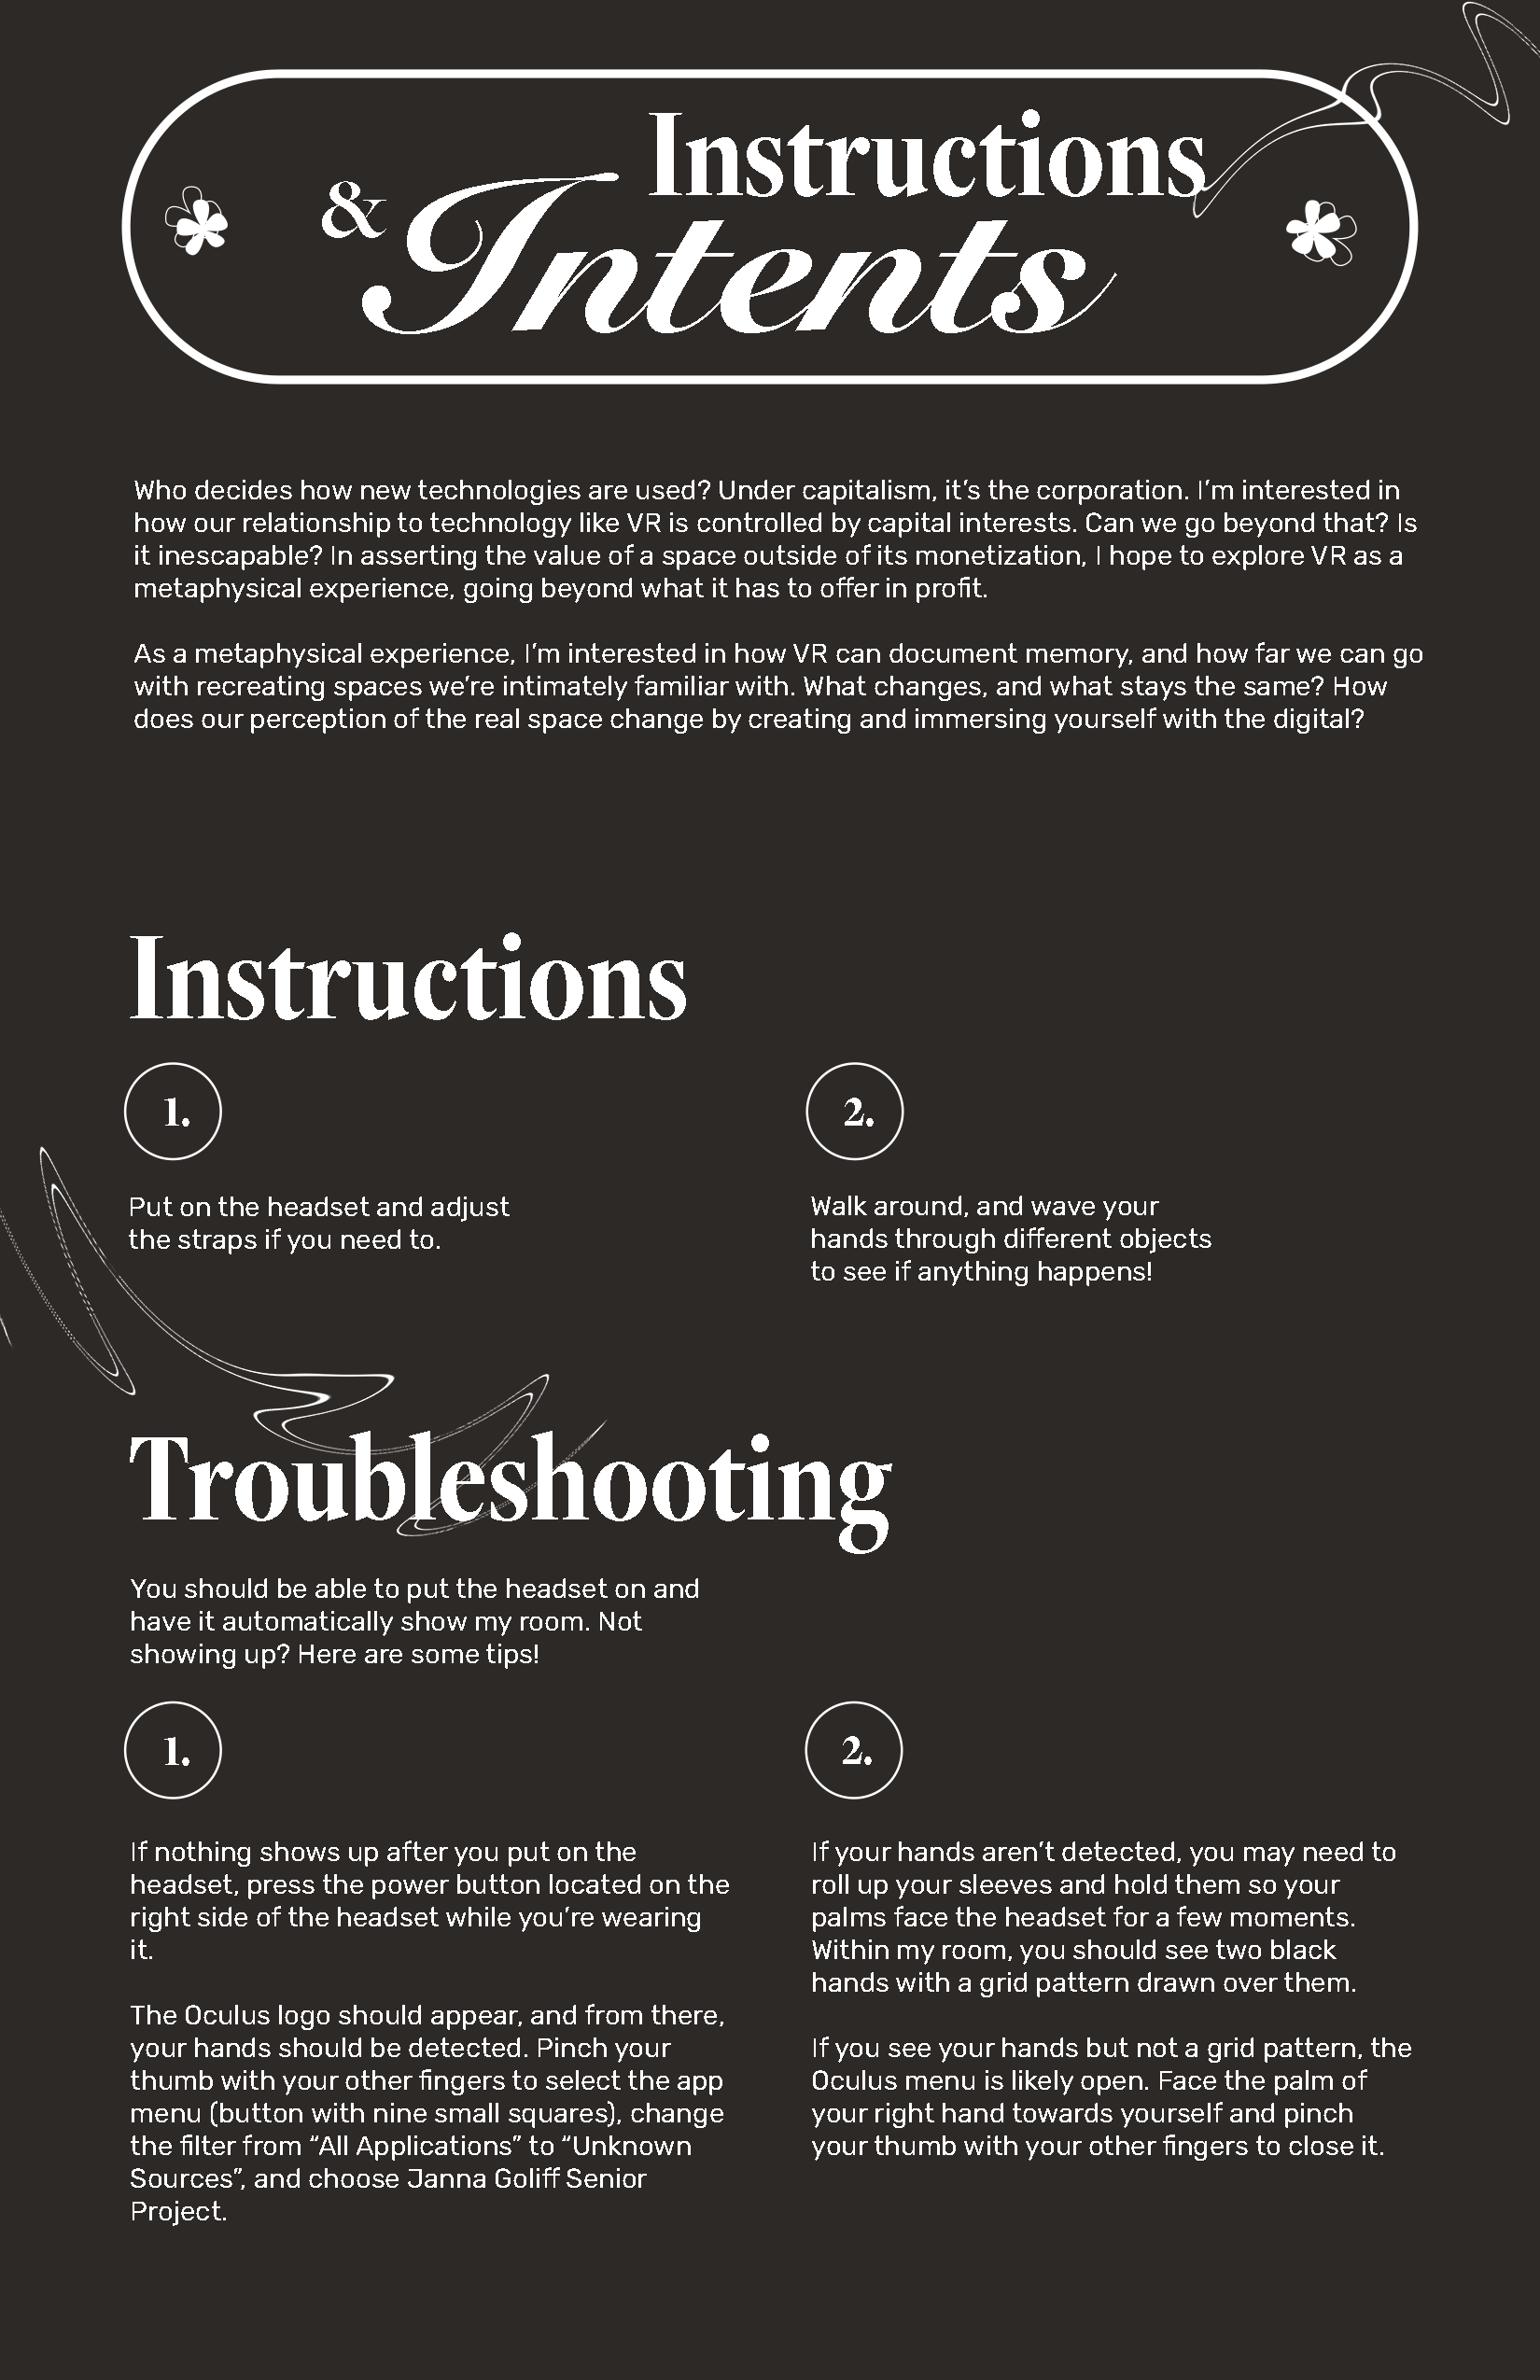 Instructions
& Intents
Who decides how new technologies are used? Under capitalism, it’s the corporation. I’m interested in
how our relationship to technology like VR is controlled by capital interests. Can we go beyond that? Is
it inescapable? In asserting the value of a space outside of its monetization, I hope to explore VR as a
metaphysical experience, going beyond what it has to offer in profit.
As a metaphysical experience, I’m interested in how VR can document memory, and how far we can go
with recreating spaces we’re intimately familiar with. What changes, and what stays the same? How
does our perception of the real space change by creating and immersing yourself with the digital?
Instructions
1.
Put on the headset and adjust
the straps if you need to.
2.
Walk around, and wave your
hands through different objects
to see if anything happens!
Troubleshooting
You should be able to put the headset on and
have it automatically show my room. Not
showing up? Here are some tips!
1.
If nothing shows up after you put on the
headset, press the power button located on the
right side of the headset while you’re wearing
it.
The Oculus logo should appear, and from there,
your hands should be detected. Pinch your
thumb with your other fingers to select the app
menu (button with nine small squares), change
the filter from “All Applications” to “Unknown
Sources”, and choose Janna Goliff Senior
Project.
2.
If your hands aren’t detected, you may need to
roll up your sleeves and hold them so your
palms face the headset for a few moments.
Within my room, you should see two black
hands with a grid pattern drawn over them.
If you see your hands but not a grid pattern, the
Oculus menu is likely open. Face the palm of
your right hand towards yourself and pinch
your thumb with your other fingers to close it.